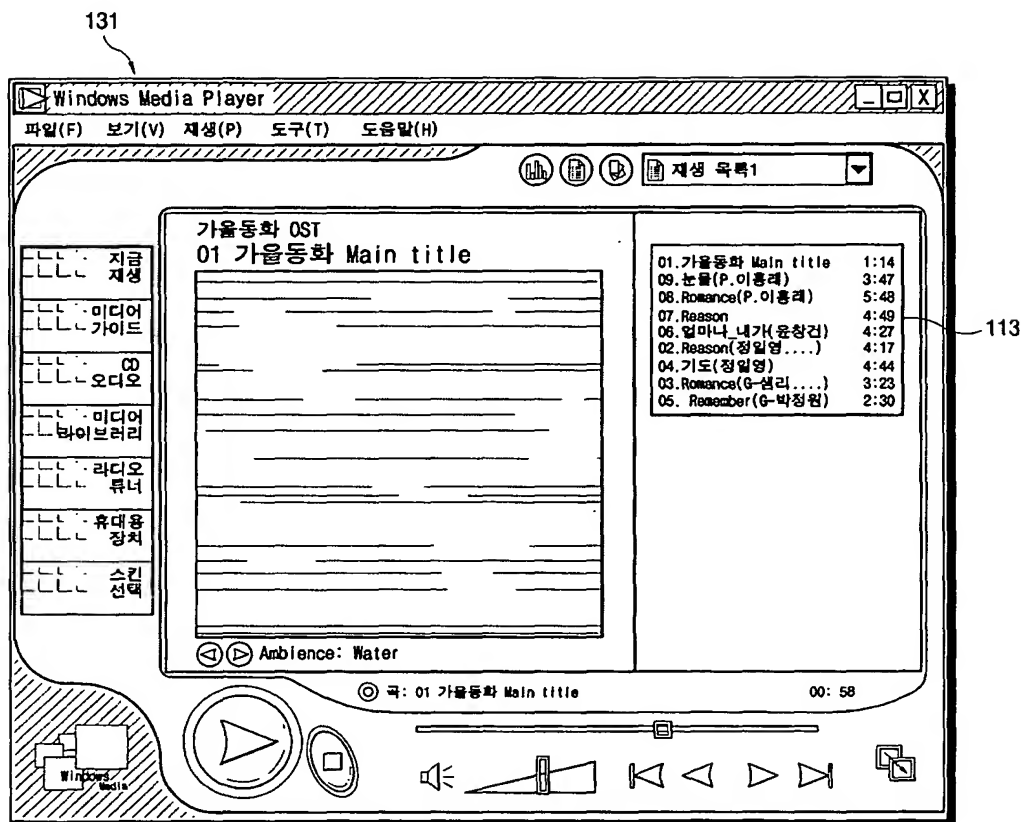 131
Windows Media Player
파일(F) 보기(V) 재생(P) 도구(T) 도움말(H)
재생 목록1
가을동화 OST
01 가을동화 Main title
지금
재생
미디어
가이드
CD
오디오
미디어
라이브러리
라디오
튜너
휴대용
장치
스킨
선택
01.가을동화 Main title 1:14
09.눈물(P.이흥래) 3:47
08.Romance(P.이흥래) 5:48
07.Reason 4:49
06.얼마나_내가(윤창건) 4:27
02.Reason(정일영....) 4:17
04.기도(정일영) 4:44
03.Romance(G-샘리....) 3:23
05. Remember(G-박정원) 2:30
113
Ambience: Water
곡: 01 가을동화 Main title 00: 58
Windows
Media